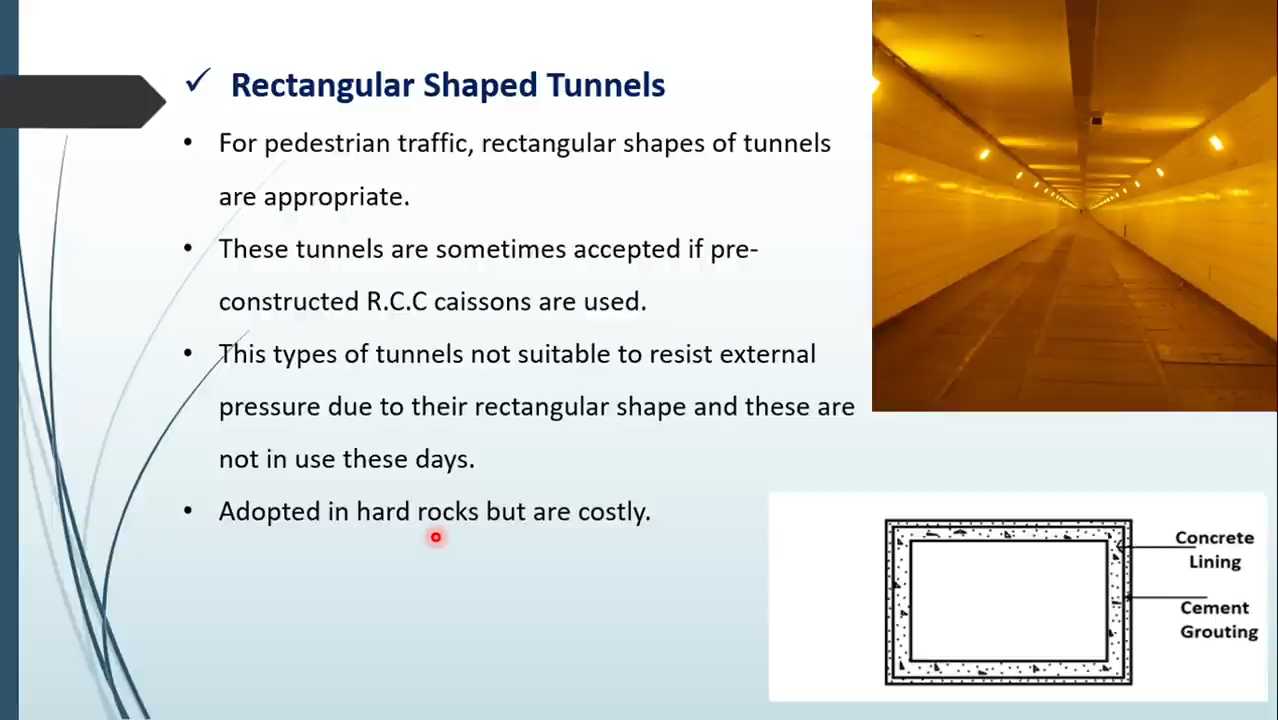 ✓ Rectangular Shaped Tunnels
• For pedestrian traffic, rectangular shapes of tunnels
are appropriate.
• These tunnels are sometimes accepted if pre-
constructed R.C.C caissons are used.
• This types of tunnels not suitable to resist external
pressure due to their rectangular shape and these are
not in use these days.
• Adopted in hard rocks but are costly.
Concrete
Lining
Cement
Grouting